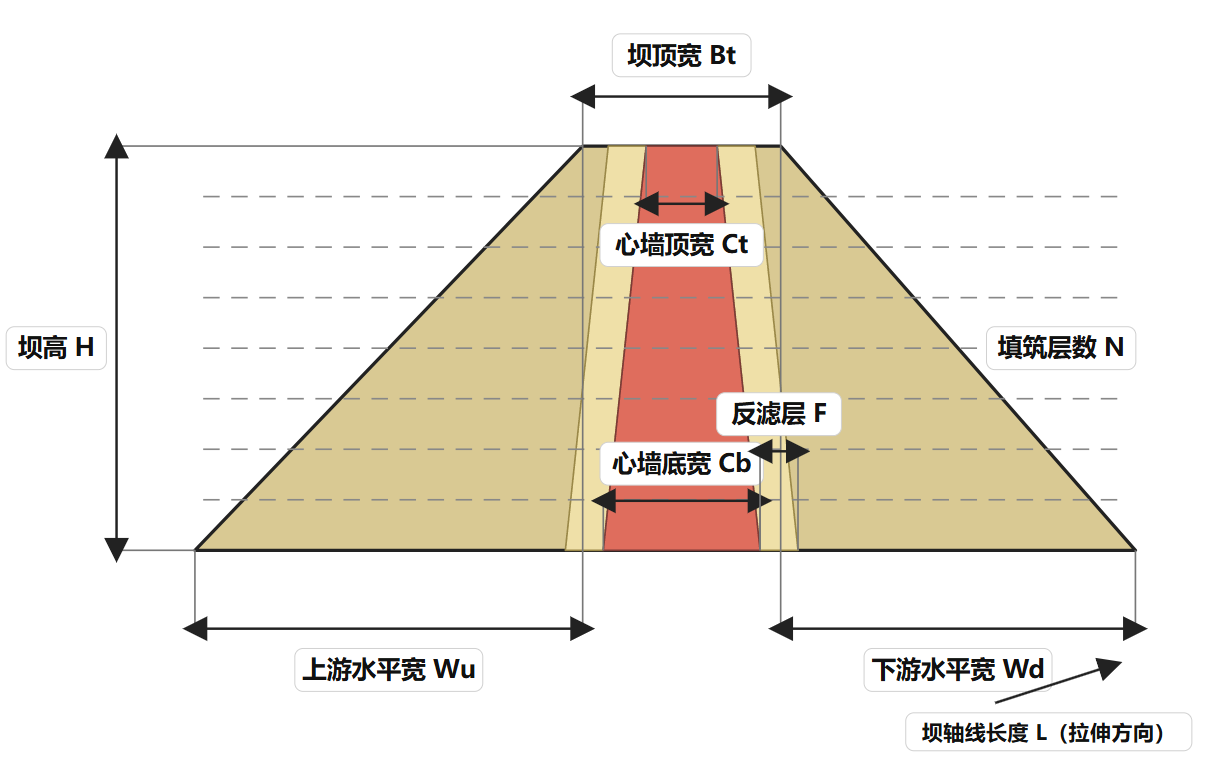 坝顶宽 Bt
心墙顶宽 Ct
坝高 H
填筑层数 N
反滤层 F
心墙底宽 Cb
上游水平宽 Wu
下游水平宽 Wd
坝轴线长度 L（拉伸方向）